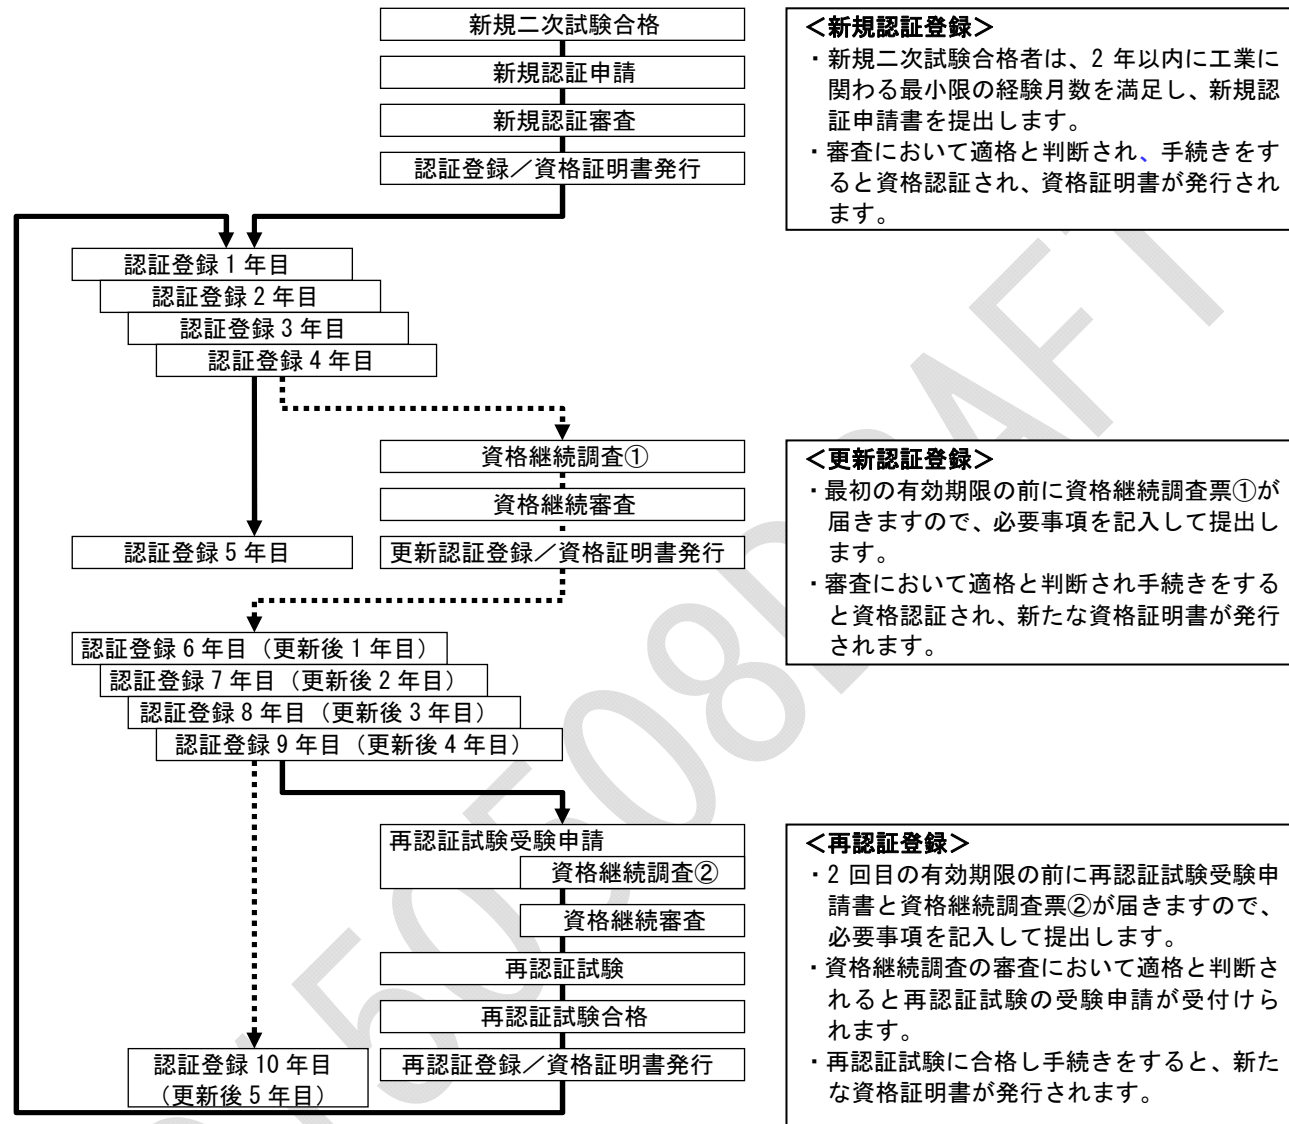 新規二次試験合格
新規認証申請
新規認証審査
認証登録／資格証明書発行
＜新規認証登録＞
・新規二次試験合格者は、2 年以内に工業に
関わる最小限の経験月数を満足し、新規認
証申請書を提出します。
・審査において適格と判断され、手続きをす
ると資格認証され、資格証明書が発行され
ます。
認証登録 1 年目
認証登録 2 年目
認証登録 3 年目
認証登録 4 年目
資格継続調査①
資格継続審査
認証登録 5 年目
更新認証登録／資格証明書発行
＜更新認証登録＞
・最初の有効期限の前に資格継続調査票①が
届きますので、必要事項を記入して提出し
ます。
・審査において適格と判断され手続きをする
と資格認証され、新たな資格証明書が発行
されます。
認証登録 6 年目（更新後 1 年目）
認証登録 7 年目（更新後 2 年目）
認証登録 8 年目（更新後 3 年目）
認証登録 9 年目（更新後 4 年目）
再認証試験受験申請
資格継続調査②
資格継続審査
再認証試験
再認証試験合格
認証登録 10 年目
（更新後 5 年目）
再認証登録／資格証明書発行
＜再認証登録＞
・2 回目の有効期限の前に再認証試験受験申
請書と資格継続調査票②が届きますので、
必要事項を記入して提出します。
・資格継続調査の審査において適格と判断さ
れると再認証試験の受験申請が受付けら
れます。
・再認証試験に合格し手続きをすると、新た
な資格証明書が発行されます。